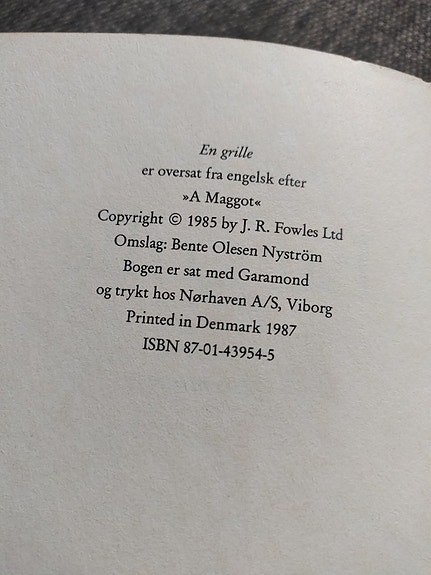 En grille
er oversat fra engelsk efter
»A Maggot«
Copyright © 1985 by J. R. Fowles Ltd
Omslag: Bente Olesen Nyström
Bogen er sat med Garamond
og trykt hos Nørhaven A/S, Viborg
Printed in Denmark 1987
ISBN 87-01-43954-5